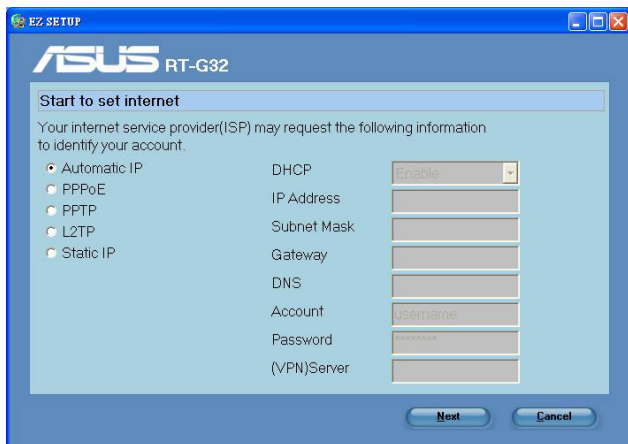 EZ SETUP
ASUS RT-G32
Start to set internet
Your internet service provider(ISP) may request the following information
to identify your account.
Automatic IP
PPPoE
PPTP
L2TP
Static IP
DHCP Enable
IP Address
Subnet Mask
Gateway
DNS
Account username
Password ********
(VPN)Server
Next Cancel